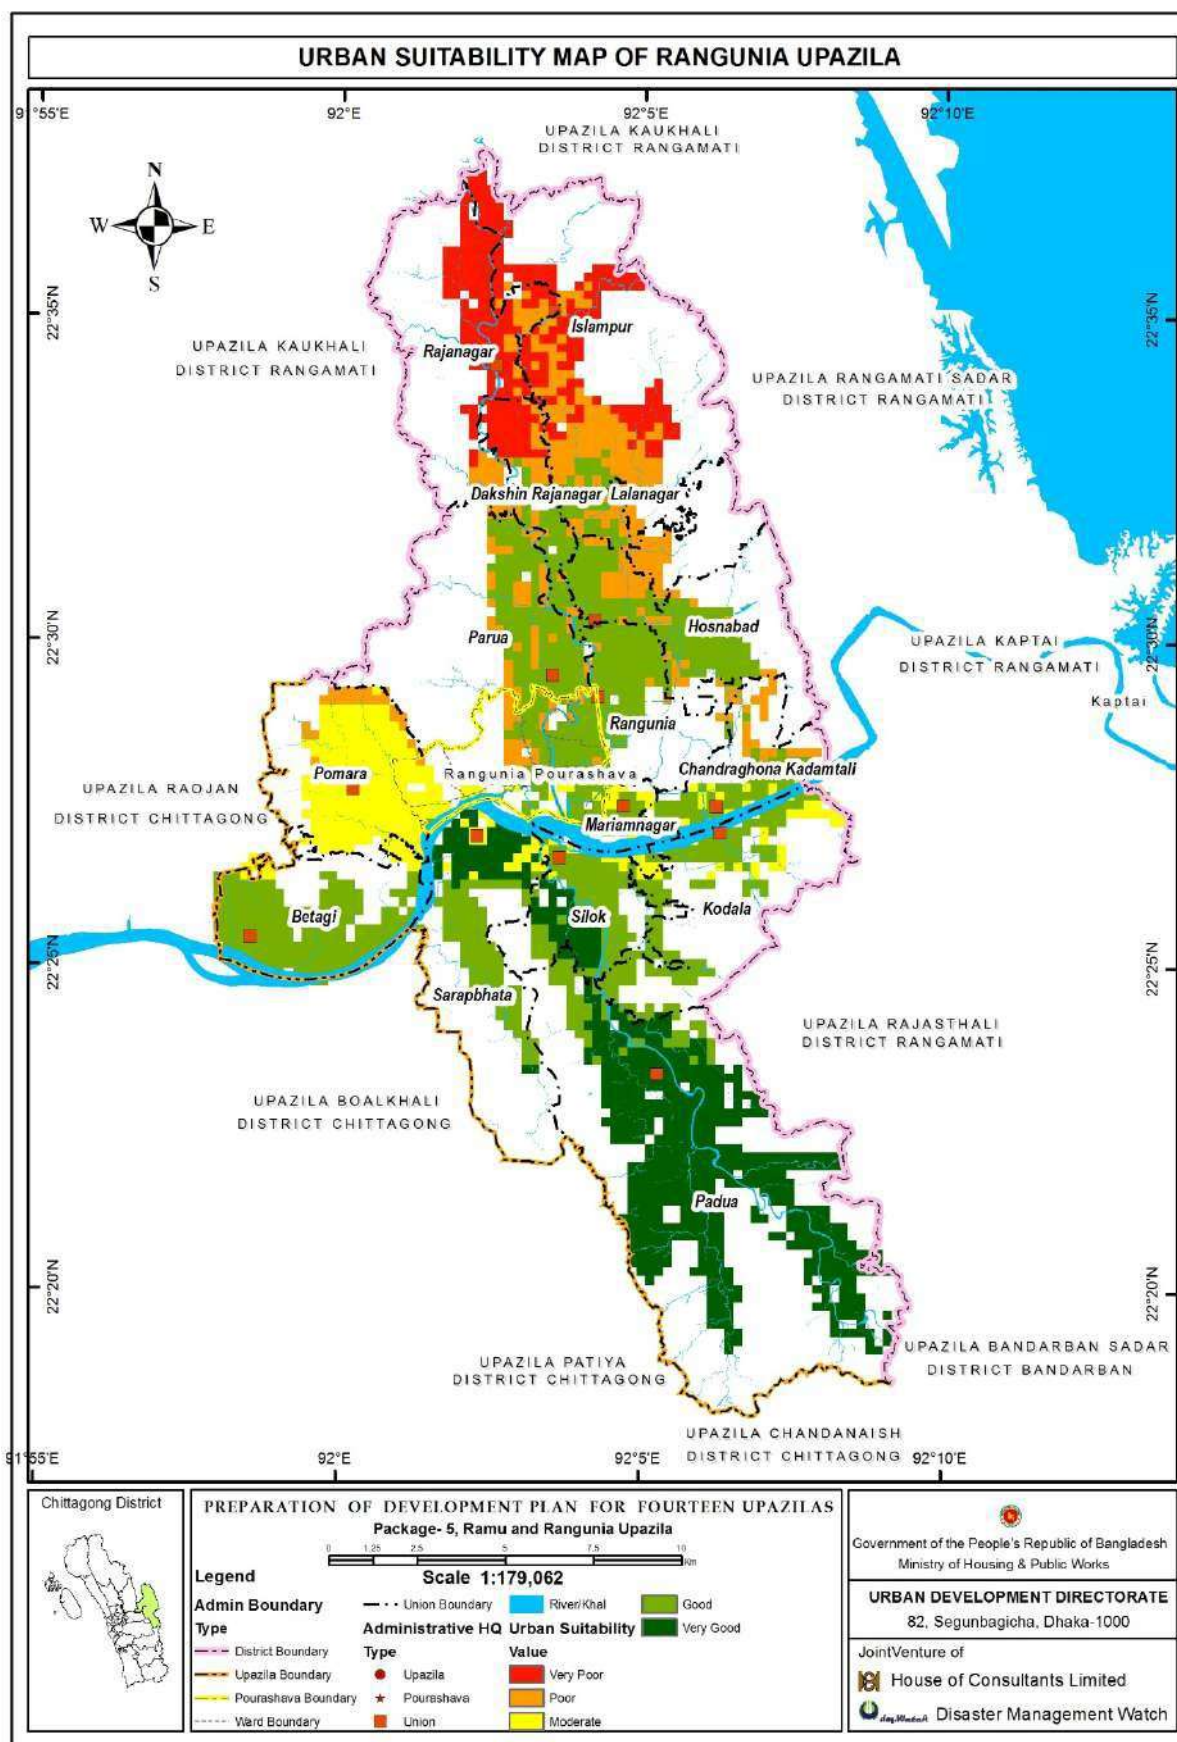 URBAN SUITABILITY MAP OF RANGUNIA UPAZILA
91°55'E
92°E
92°5'E
92°10'E
UPAZILA KAUKHALI
DISTRICT RANGAMATI
N
W
E
S
22°35'N
22°35'N
Islampur
Rajanagar
UPAZILA KAUKHALI
DISTRICT RANGAMATI
UPAZILA RANGAMATI SADAR
DISTRICT RANGAMATI
Dakshin Rajanagar
Lalanagar
22°30'N
22°30'N
Parua
Hosnabad
UPAZILA KAPTAI
DISTRICT RANGAMATI
Kaptai
Rangunia
Pomara
Rangunia Pourashava
Chandraghona Kadamtali
UPAZILA RAOJAN
DISTRICT CHITTAGONG
Mariamnagar
Betagi
Silok
Kodala
22°25'N
22°25'N
Sarapbhata
UPAZILA RAJASTHALI
DISTRICT RANGAMATI
UPAZILA BOALKHALI
DISTRICT CHITTAGONG
Padua
22°20'N
22°20'N
UPAZILA PATIYA
DISTRICT CHITTAGONG
UPAZILA BANDARBAN SADAR
DISTRICT BANDARBAN
UPAZILA CHANDANAISH
DISTRICT CHITTAGONG
91°55'E
92°E
92°5'E
92°10'E
Chittagong District
PREPARATION OF DEVELOPMENT PLAN FOR FOURTEEN UPAZILAS
Package- 5, Ramu and Rangunia Upazila
0 1.25 2.5 5 7.5 10
Km
Scale 1:179,062
Legend
Admin Boundary
Type
District Boundary
Upazila Boundary
Pourashava Boundary
Ward Boundary
Union Boundary
Administrative HQ
Type
Upazila
Pourashava
Union
River/Khal
Urban Suitability
Value
Very Poor
Poor
Moderate
Good
Very Good
Government of the People's Republic of Bangladesh
Ministry of Housing & Public Works
URBAN DEVELOPMENT DIRECTORATE
82, Segunbagicha, Dhaka-1000
JointVenture of
House of Consultants Limited
Disaster Management Watch